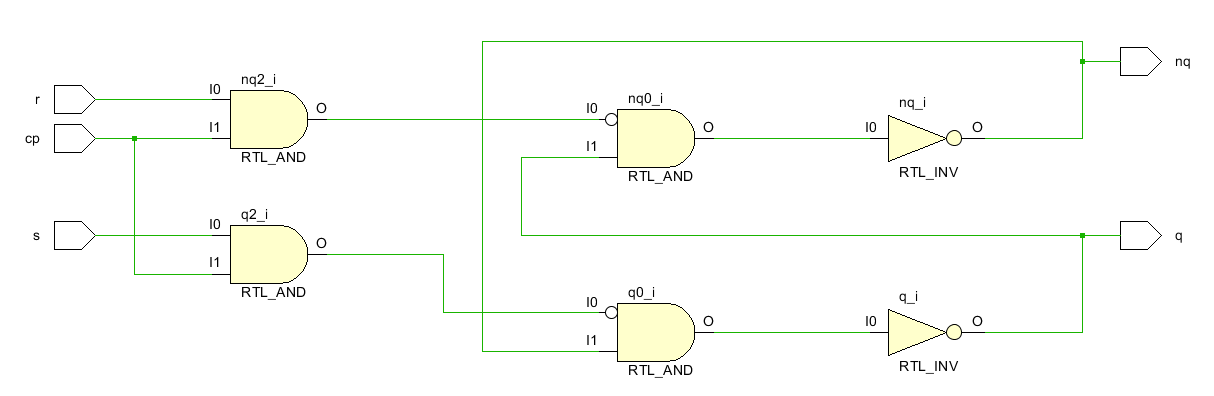 nq2_i
r
I0
O
I1
cp
RTL_AND
q2_i
s
I0
O
I1
RTL_AND
nq0_i
I0
O
I1
RTL_AND
nq_i
I0
O
RTL_INV
nq
q0_i
I0
O
I1
RTL_AND
q_i
I0
O
RTL_INV
q